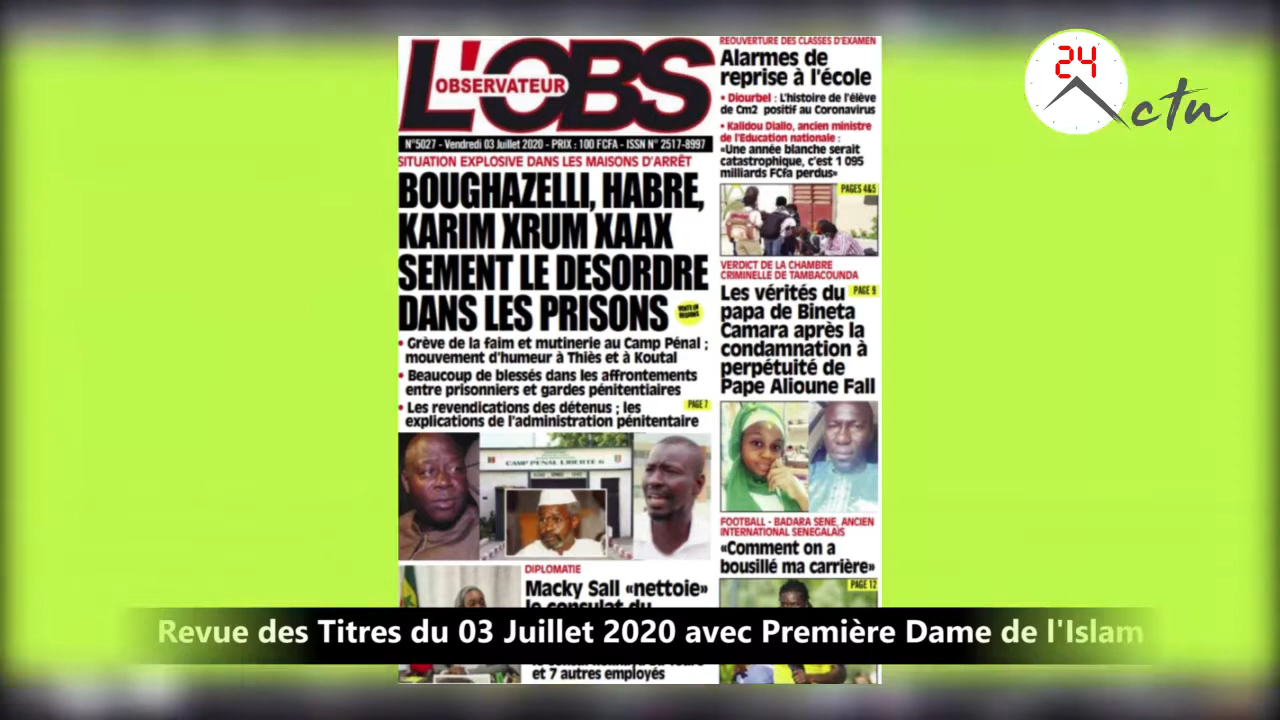 L'OBS
OBSERVATEUR
N°5027 - Vendredi 03 Juillet 2020 - PRIX : 100 FCFA - ISSN N° 2517-8997
SITUATION EXPLOSIVE DANS LES MAISONS D'ARRÊT
BOUGHAZELLI, HABRE,
KARIM XRUM XAAX
SEMENT LE DESORDRE
DANS LES PRISONS
• Grève de la faim et mutinerie au Camp Pénal ;
mouvement d'humeur à Thiès et à Koutal
• Beaucoup de blessés dans les affrontements
entre prisonniers et gardes pénitentiaires
• Les revendications des détenus ; les
explications de l'administration pénitentaire
PAGE 7
CAMP PENAL LIBERTE 6
DIPLOMATIE
Macky Sall «nettoie»
le consulat du
et 7 autres employés
REOUVERTURE DES CLASSES D'EXAMEN
Alarmes de
reprise à l'école
• Diourbel : L'histoire de l'élève
de Cm2 positif au Coronavirus
• Kalidou Diallo, ancien ministre
de l'Education nationale :
«Une année blanche serait
catastrophique, c'est 1 095
milliards FCfa perdus»
PAGES 4&5
VERDICT DE LA CHAMBRE
CRIMINELLE DE TAMBACOUNDA
PAGE 9
Les vérités du
papa de Bineta
Camara après la
condamnation à
perpétuité de
Pape Alioune Fall
FOOTBALL - BADARA SENE, ANCIEN
INTERNATIONAL SENEGALAIS
«Comment on a
bousillé ma carrière»
PAGE 12
24
Actu
Revue des Titres du 03 Juillet 2020 avec Première Dame de l'Islam